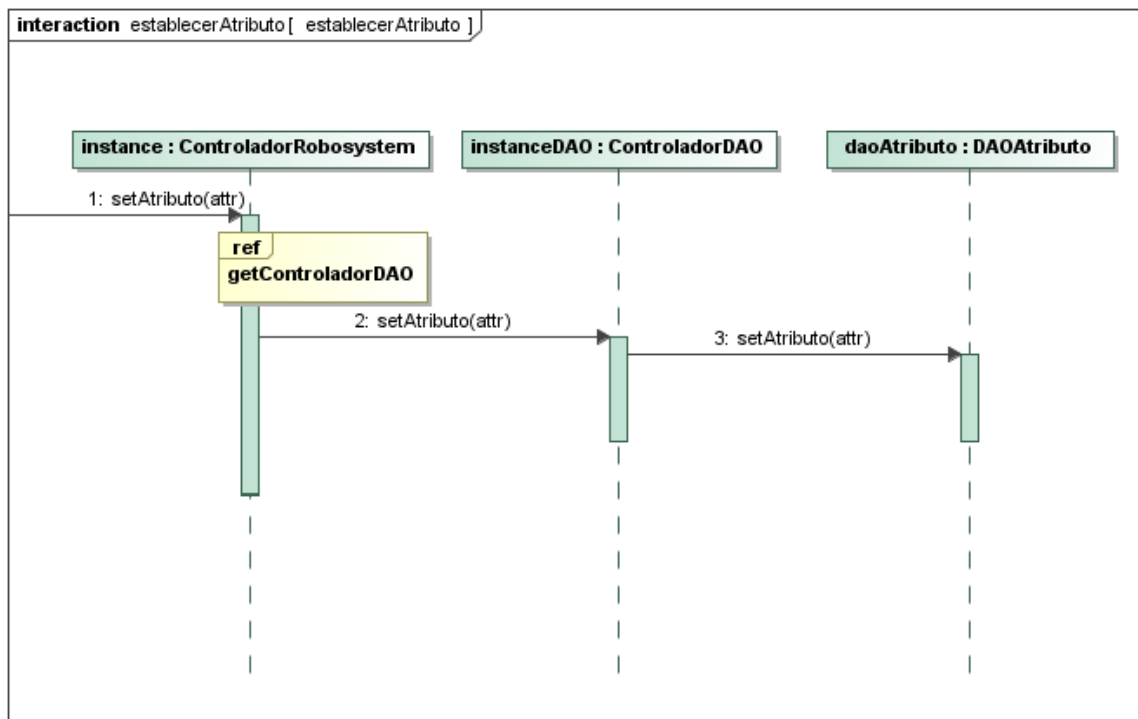 interaction establecerAtributo[ establecerAtributo ]
instance : ControladorRobosystem
instanceDAO : ControladorDAO
daoAtributo : DAOAtributo
1: setAtributo(attr)
ref
getControladorDAO
2: setAtributo(attr)
3: setAtributo(attr)